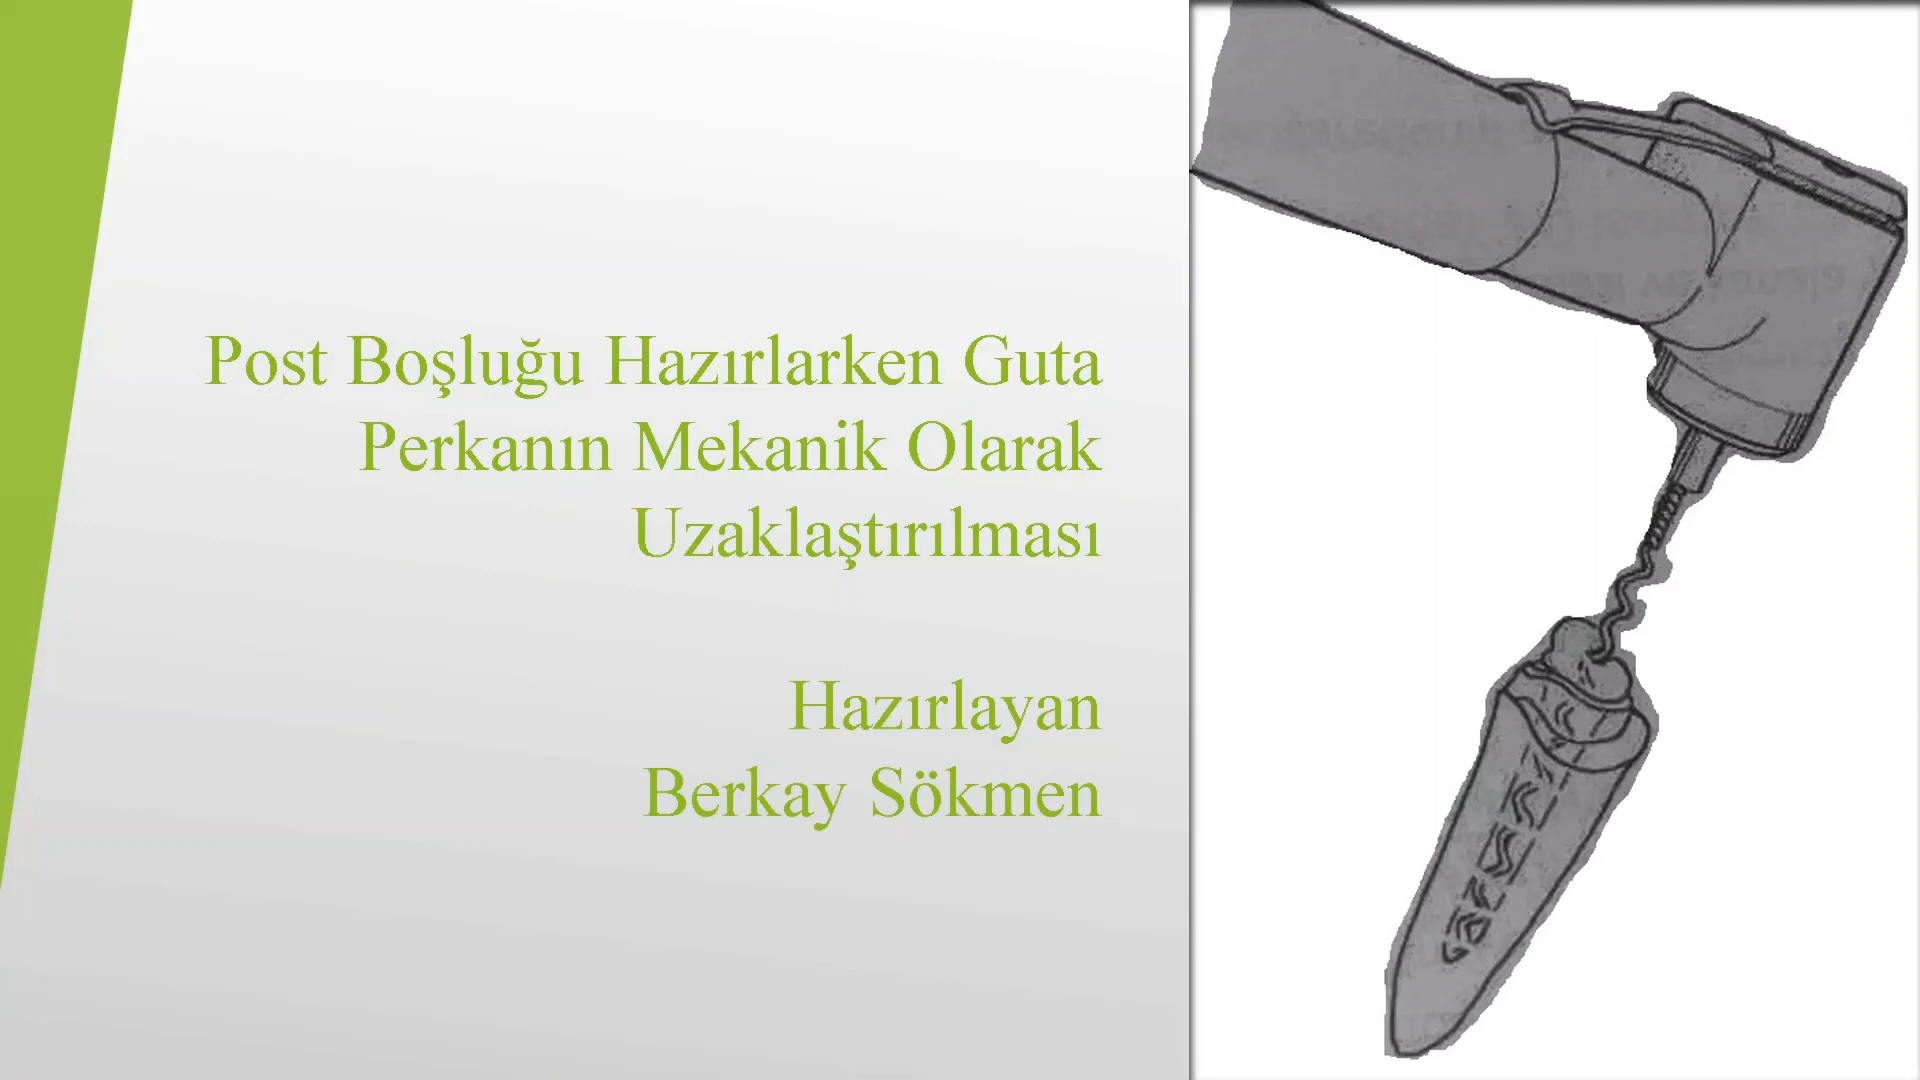 Post Boşluğu Hazırlarken Guta
Perkanın Mekanik Olarak
Uzaklaştırılması
Hazırlayan
Berkay Sökmen